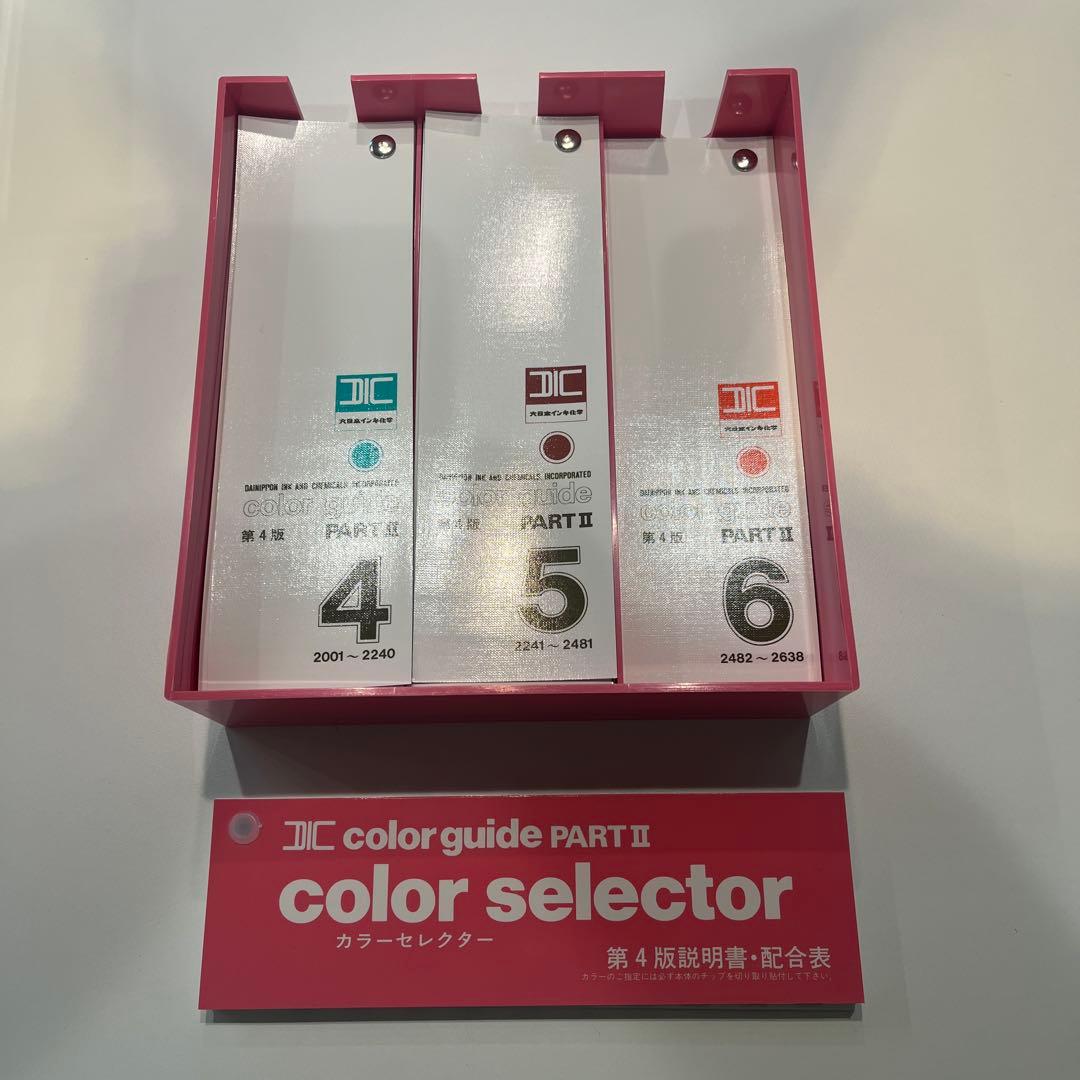 DIC
大日本インキ化学
DAINIPPON INK AND CHEMICALS, INCORPORATED
color guide
第4版 PART II
4
2001～2240
DIC
大日本インキ化学
DAINIPPON INK AND CHEMICALS, INCORPORATED
color guide
第4版 PART II
5
2241～2481
DIC
大日本インキ化学
DAINIPPON INK AND CHEMICALS, INCORPORATED
color guide
第4版 PART II
6
2482～2638
DIC color guide PART II
color selector
カラーセレクター
第4版説明書・配合表
カラーのご指定には必ず本体のチップを切り取り貼付して下さい。